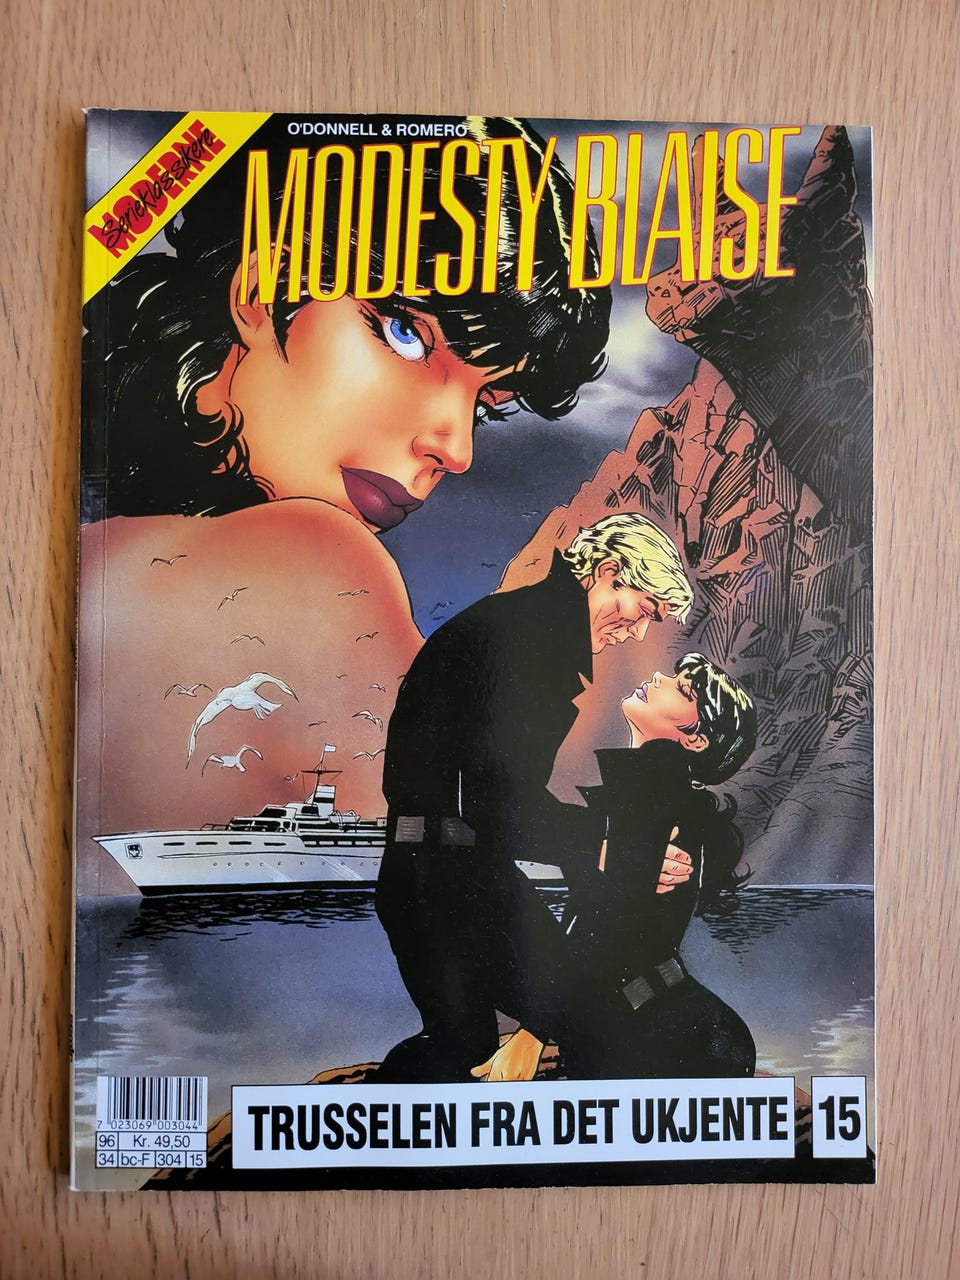 O'DONNELL & ROMERO
MODERNE
Serieklassikere
MODESTY BLAISE
TRUSSELEN FRA DET UKJENTE
15
7 023069 003044
96 Kr. 49,50
34 bc-F 304 15